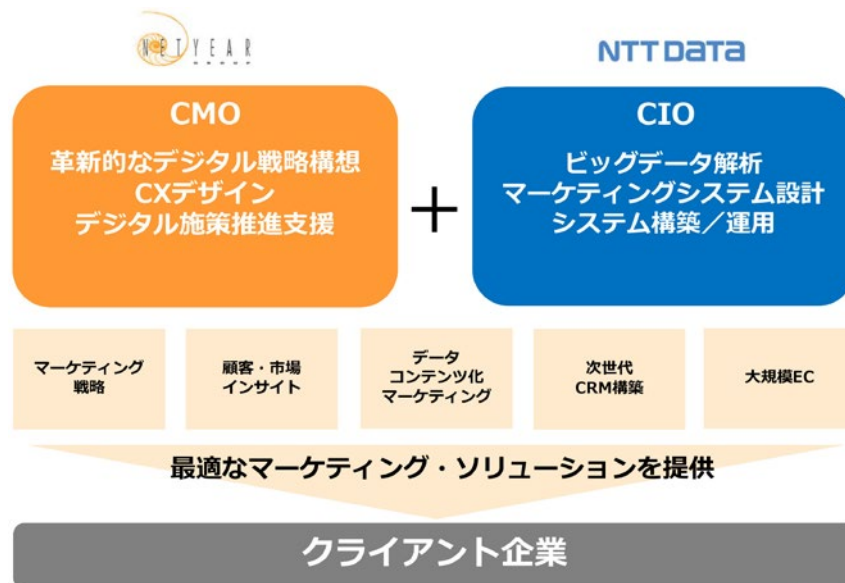 NETYEAR
GROUP
NTT DATA
CMO
革新的なデジタル戦略構想
CXデザイン
デジタル施策推進支援
＋
CIO
ビッグデータ解析
マーケティングシステム設計
システム構築／運用
マーケティング
戦略
顧客・市場
インサイト
データ
コンテンツ化
マーケティング
次世代
CRM構築
大規模EC
最適なマーケティング・ソリューションを提供
クライアント企業